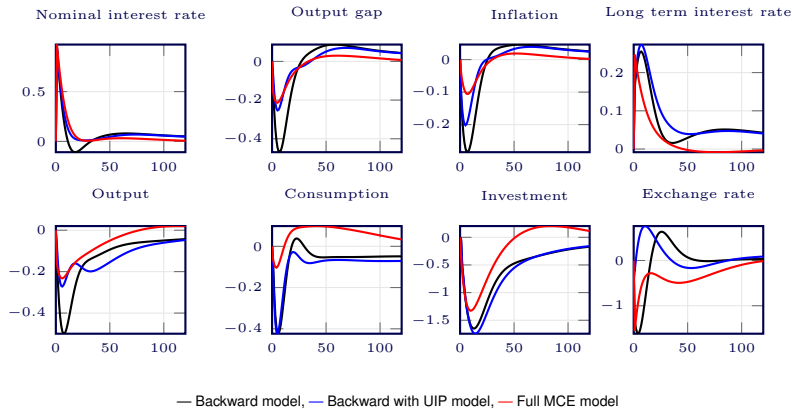 Nominal interest rate
Output gap
Inflation
Long term interest rate
0.5
0
0
−0.2
−0.4
0
−0.1
−0.2
0.2
0.1
0
0 50 100
0 50 100
0 50 100
0 50 100
Output
Consumption
Investment
Exchange rate
0
−0.2
−0.4
0
−0.2
−0.4
0
−0.5
−1
−1.5
0
−1
0 50 100
0 50 100
0 50 100
0 50 100
— Backward model, — Backward with UIP model, — Full MCE model